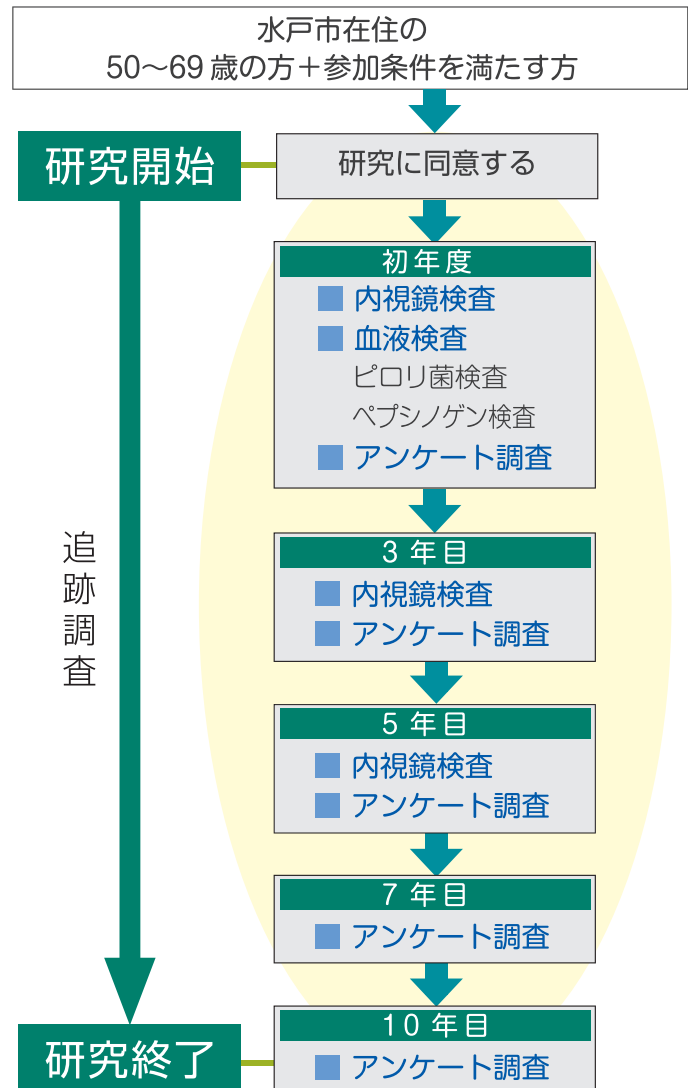 水戸市在住の
50〜69歳の方+参加条件を満たす方
研究開始
研究に同意する
初年度
内視鏡検査
血液検査
ピロリ菌検査
ペプシノゲン検査
アンケート調査
3年目
内視鏡検査
アンケート調査
追跡調査
5年目
内視鏡検査
アンケート調査
7年目
アンケート調査
10年目
研究終了
アンケート調査